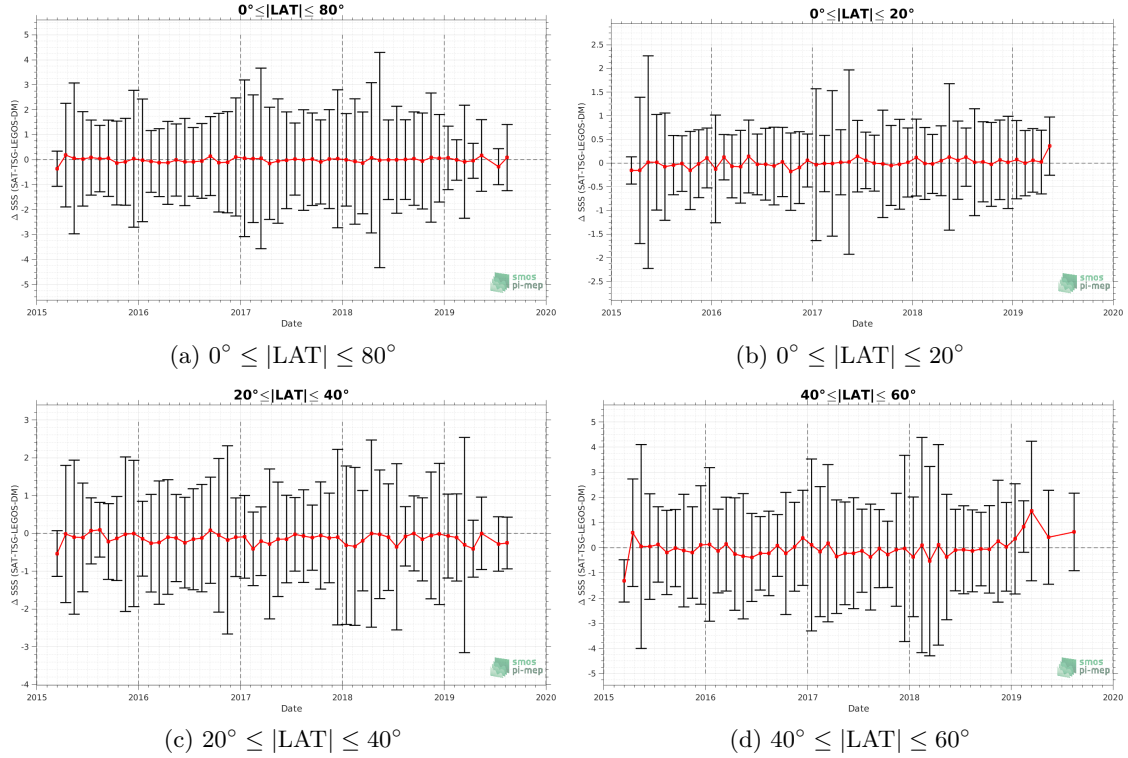 0°≤|LAT|≤ 80°
5
4
3
2
1
0
-1
-2
-3
-4
-5
Δ SSS (SAT-TSG-LEGOS-DM)
2015 2016 2017 2018 2019 2020
Date
smos
pi-mep
(a) 0° ≤ |LAT| ≤ 80°
0°≤|LAT|≤ 20°
2.5
2
1.5
1
0.5
0
-0.5
-1
-1.5
-2
-2.5
Δ SSS (SAT-TSG-LEGOS-DM)
2015 2016 2017 2018 2019 2020
Date
smos
pi-mep
(b) 0° ≤ |LAT| ≤ 20°
20°≤|LAT|≤ 40°
3
2
1
0
-1
-2
-3
-4
Δ SSS (SAT-TSG-LEGOS-DM)
2015 2016 2017 2018 2019 2020
Date
smos
pi-mep
(c) 20° ≤ |LAT| ≤ 40°
40°≤|LAT|≤ 60°
5
4
3
2
1
0
-1
-2
-3
-4
-5
Δ SSS (SAT-TSG-LEGOS-DM)
2015 2016 2017 2018 2019 2020
Date
smos
pi-mep
(d) 40° ≤ |LAT| ≤ 60°